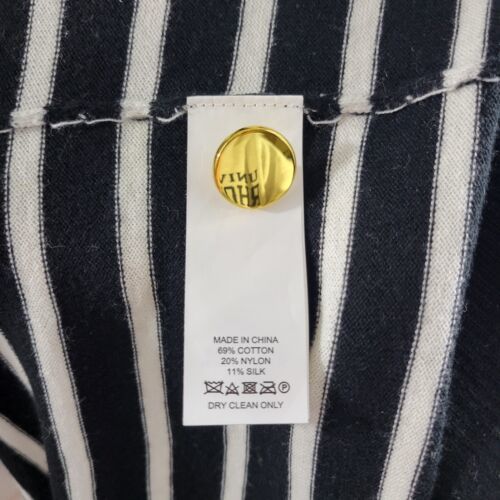 MADE IN CHINA
69% COTTON
20% NYLON
11% SILK
DRY CLEAN ONLY